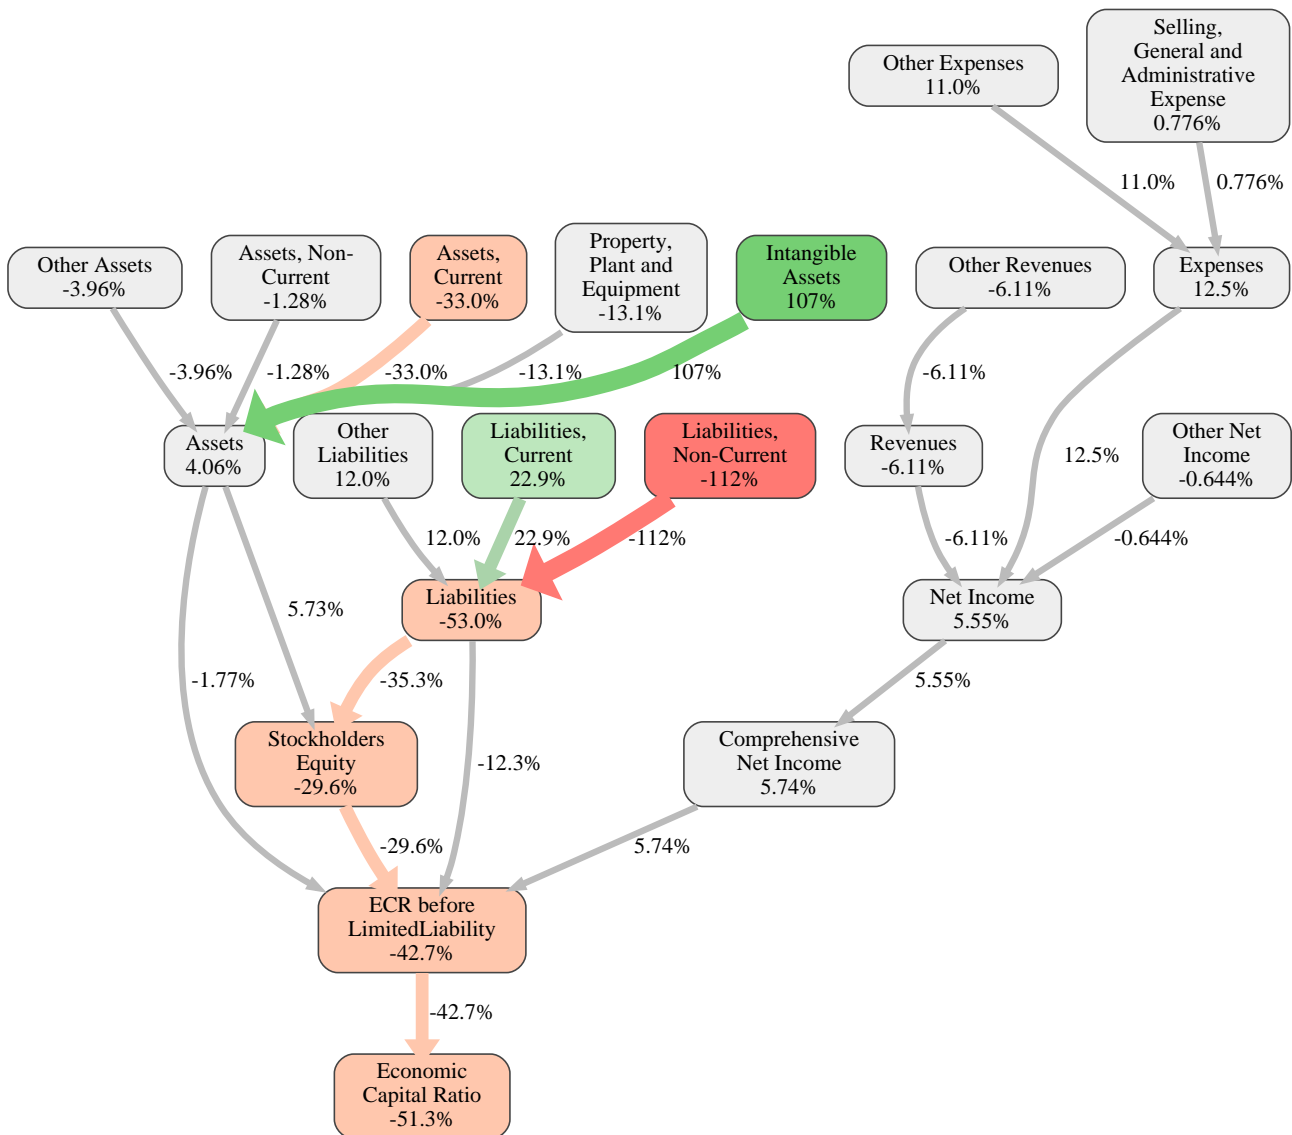 Selling,
General and
Administrative
Expense
0.776%
Other Expenses
11.0%
11.0%
0.776%
Other Assets
-3.96%
Assets, Non-
Current
-1.28%
Assets,
Current
-33.0%
Property,
Plant and
Equipment
-13.1%
Intangible
Assets
107%
Other Revenues
-6.11%
Expenses
12.5%
-3.96%
-1.28%
-33.0%
-13.1%
107%
-6.11%
12.5%
Assets
4.06%
Other
Liabilities
12.0%
Liabilities,
Current
22.9%
Liabilities,
Non-Current
-112%
Revenues
-6.11%
Other Net
Income
-0.644%
12.0%
22.9%
-112%
-6.11%
-0.644%
5.73%
Liabilities
-53.0%
Net Income
5.55%
-1.77%
-35.3%
5.55%
Stockholders
Equity
-29.6%
-12.3%
Comprehensive
Net Income
5.74%
-29.6%
5.74%
ECR before
LimitedLiability
-42.7%
-42.7%
Economic
Capital Ratio
-51.3%